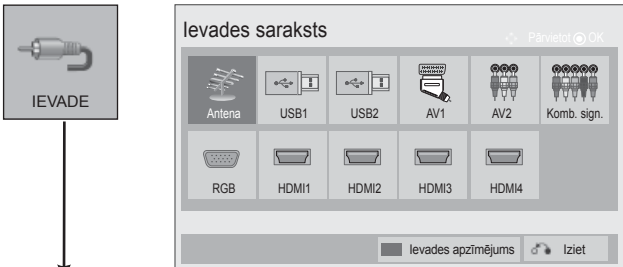 IEVADE
Ievades saraksts
Pārvietot OK
Antena USB1 USB2 AV1 AV2 Komb. sign.
RGB HDMI1 HDMI2 HDMI3 HDMI4
Ievades apzīmējums Iziet